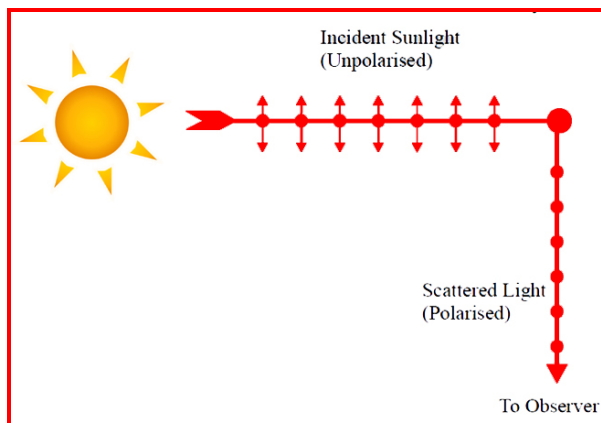 Incident Sunlight
(Unpolarised)
Scattered Light
(Polarised)
To Observer